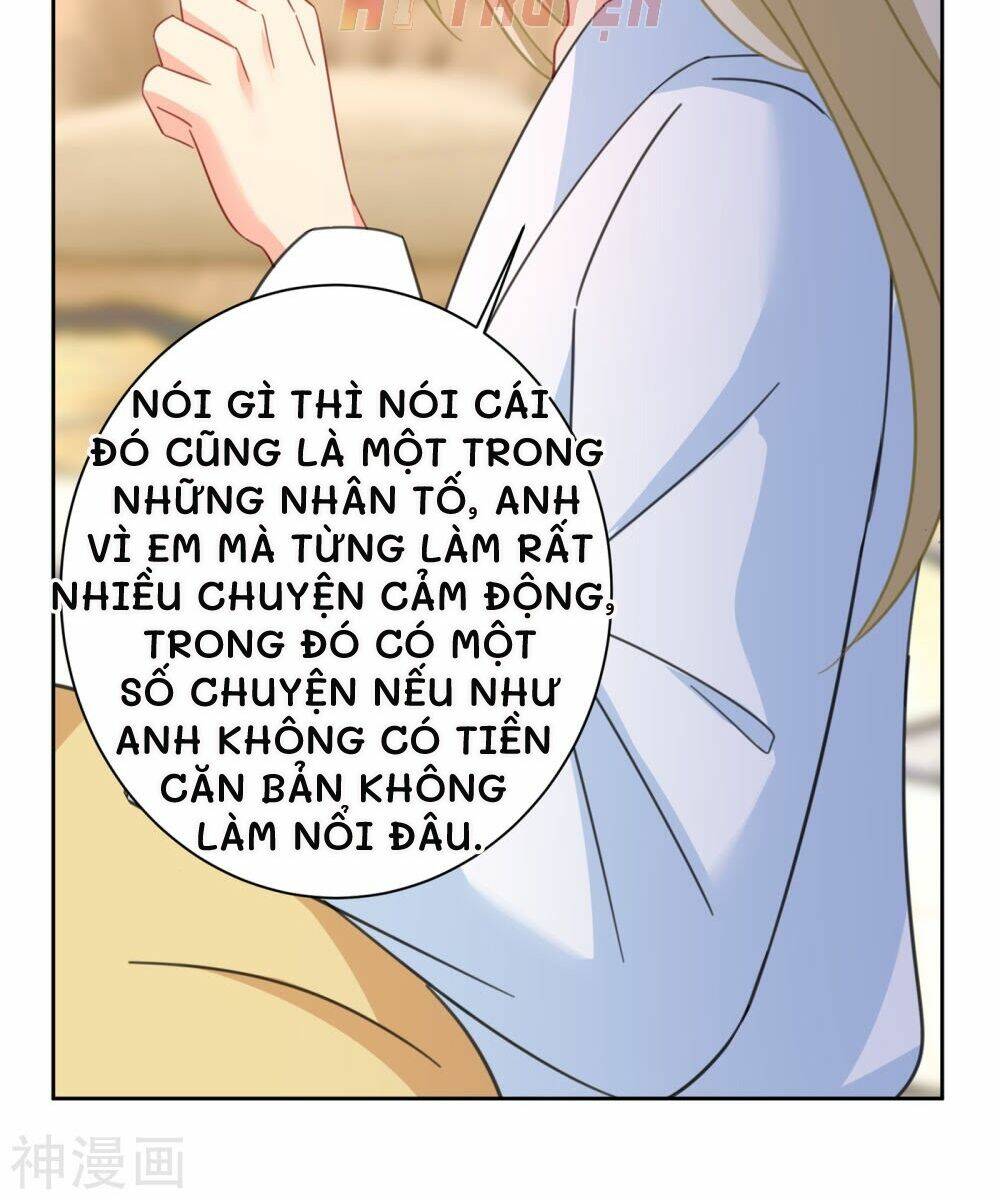 HI TRUYỆN
NÓI GÌ THÌ NÓI CÁI
ĐÓ CŨNG LÀ MỘT TRONG
NHỮNG NHÂN TỐ, ANH
VÌ EM MÀ TỪNG LÀM RẤT
NHIỀU CHUYỆN CẢM ĐỘNG,
TRONG ĐÓ CÓ MỘT
SỐ CHUYỆN NẾU NHƯ
ANH KHÔNG CÓ TIỀN
CĂN BẢN KHÔNG
LÀM NỔI ĐÂU.
神漫画